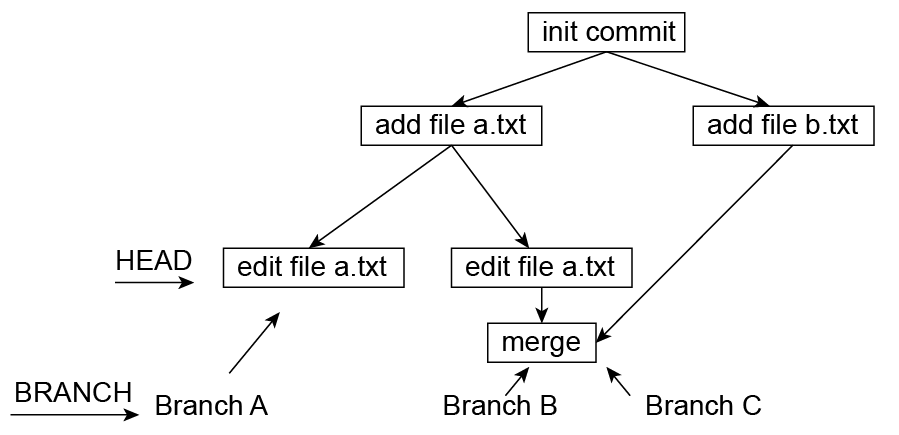 init commit
add file a.txt
add file b.txt
HEAD
edit file a.txt
edit file a.txt
merge
BRANCH
Branch A
Branch B
Branch C